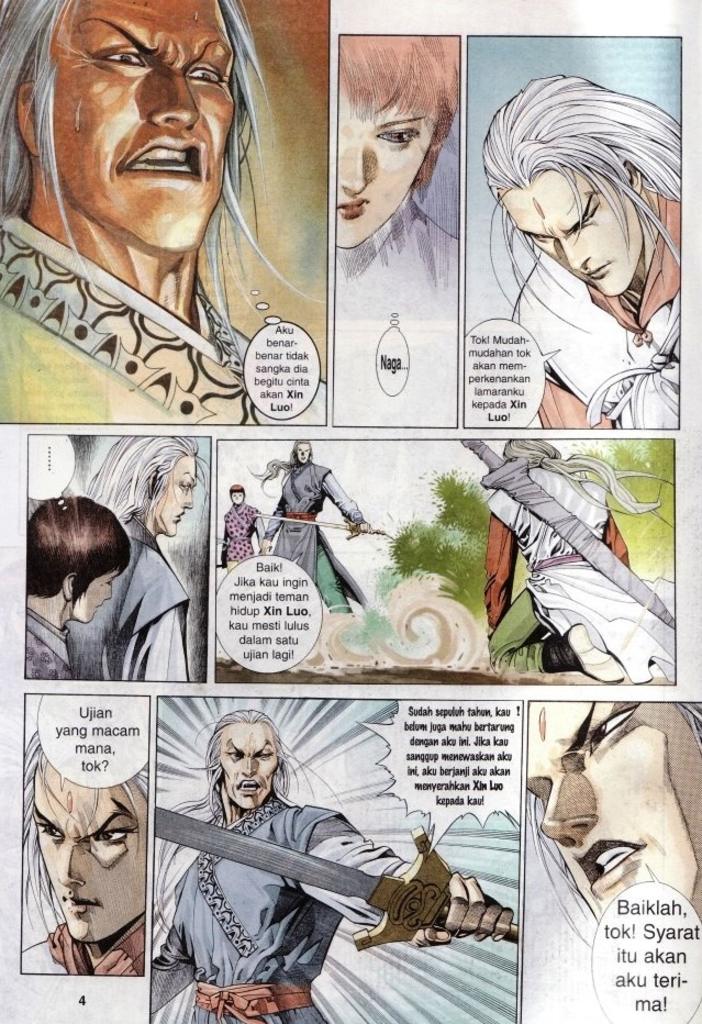 Aku
benar-
benar tidak
sangka dia
begitu cinta
akan Xin
Luo!
Naga...
Tok! Mudah-
mudahan tok
akan mem-
perkenankan
lamaranku
kepada Xin
Luo!
.......
Baik!
Jika kau ingin
menjadi teman
hidup Xin Luo,
kau mesti lulus
dalam satu
ujian lagi!
Ujian
yang macam
mana,
tok?
Sudah sepuluh tahun, kau
belum juga mahu bertarung
dengan aku ini. Jika kau
sanggup menewaskan aku
ini, aku berjanji aku akan
menyerahkan Xin Luo
kepada kau!
Baiklah,
tok! Syarat
itu akan
aku teri-
ma!
4